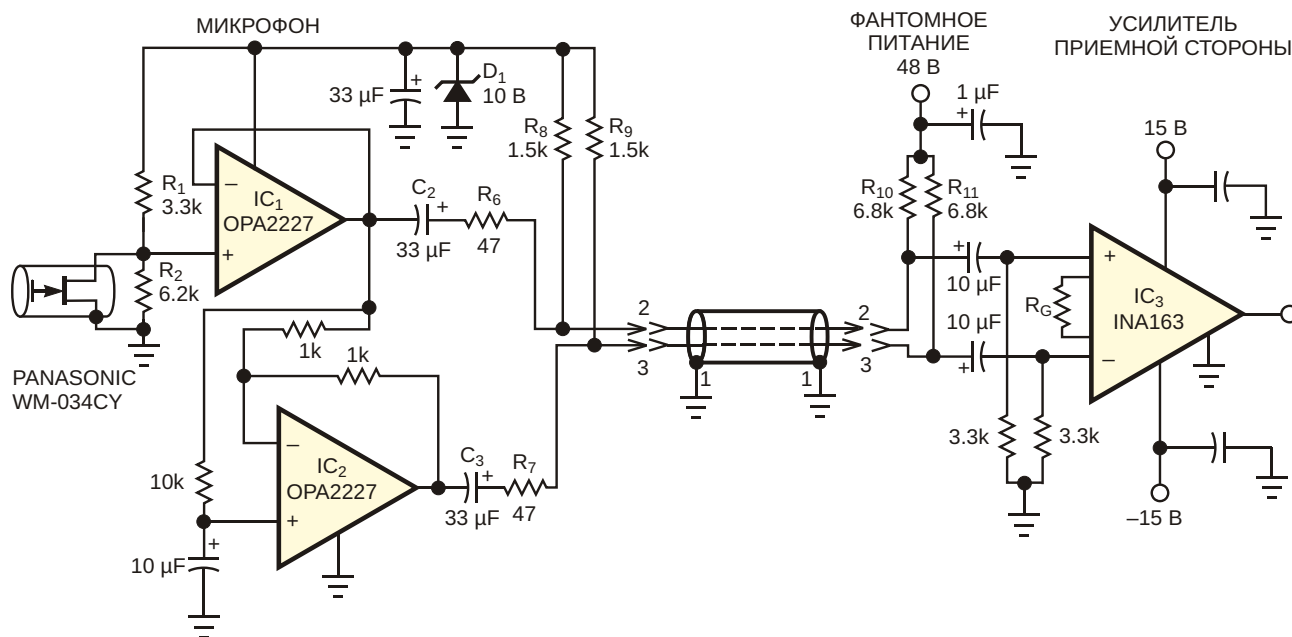 МИКРОФОН
ФАНТОМНОЕ
ПИТАНИЕ
48 В
УСИЛИТЕЛЬ
ПРИЕМНОЙ СТОРОНЫ
33 µF
+
D1
10 В
R8
1.5k
R9
1.5k
1 µF
+
15 В
R1
3.3k
–
IC1
OPA2227
+
C2
+
33 µF
R6
47
R10
6.8k
R11
6.8k
R2
6.2k
+
10 µF
+
RG
IC3
INA163
10 µF
+
–
2
3
1
1
2
3
1k
1k
PANASONIC
WM-034CY
10k
–
IC2
OPA2227
+
C3
+
33 µF
R7
47
3.3k
3.3k
–15 В
10 µF
+